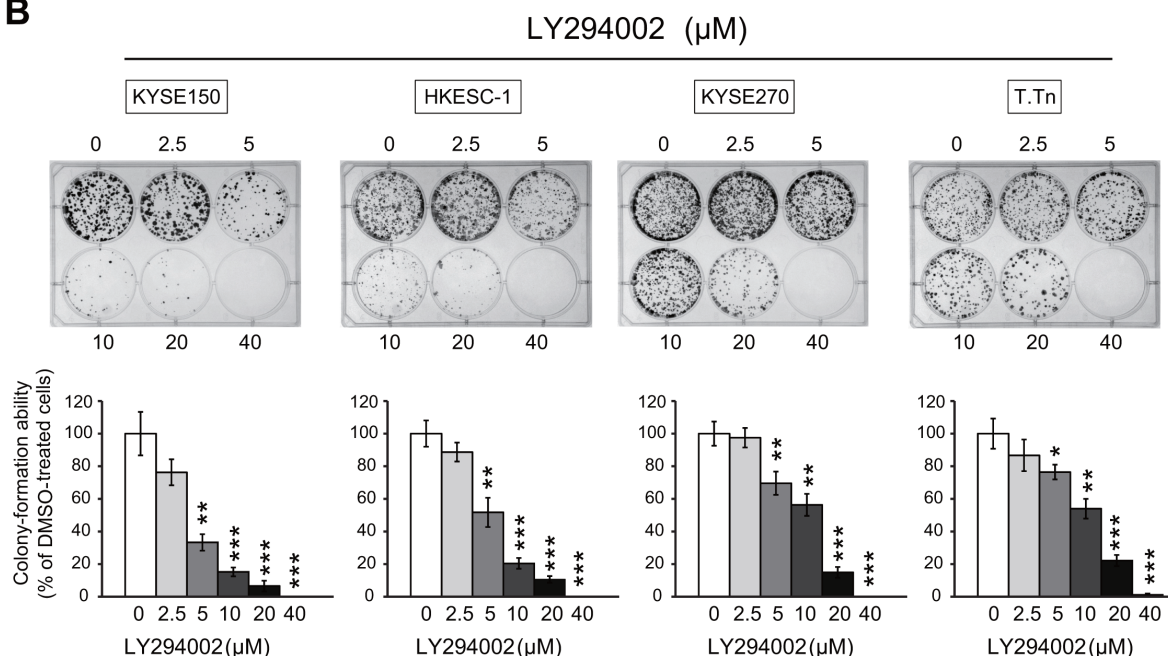 B
LY294002 (µM)
KYSE150 HKESC-1 KYSE270 T.Tn
0 2.5 5 0 2.5 5 0 2.5 5 0 2.5 5
10 20 40 10 20 40 10 20 40 10 20 40
Colony-formation ability
(% of DMSO-treated cells)
120 120 120 120
100 100 100 100
80 80 80 80
60 60 60 60
40 40 40 40
20 20 20 20
0 0 0 0
** *** *** *** ** *** *** *** ** ** *** *** * ** *** ***
0 2.5 5 10 20 40 0 2.5 5 10 20 40 0 2.5 5 10 20 40 0 2.5 5 10 20 40
LY294002(µM) LY294002(µM) LY294002(µM) LY294002(µM)